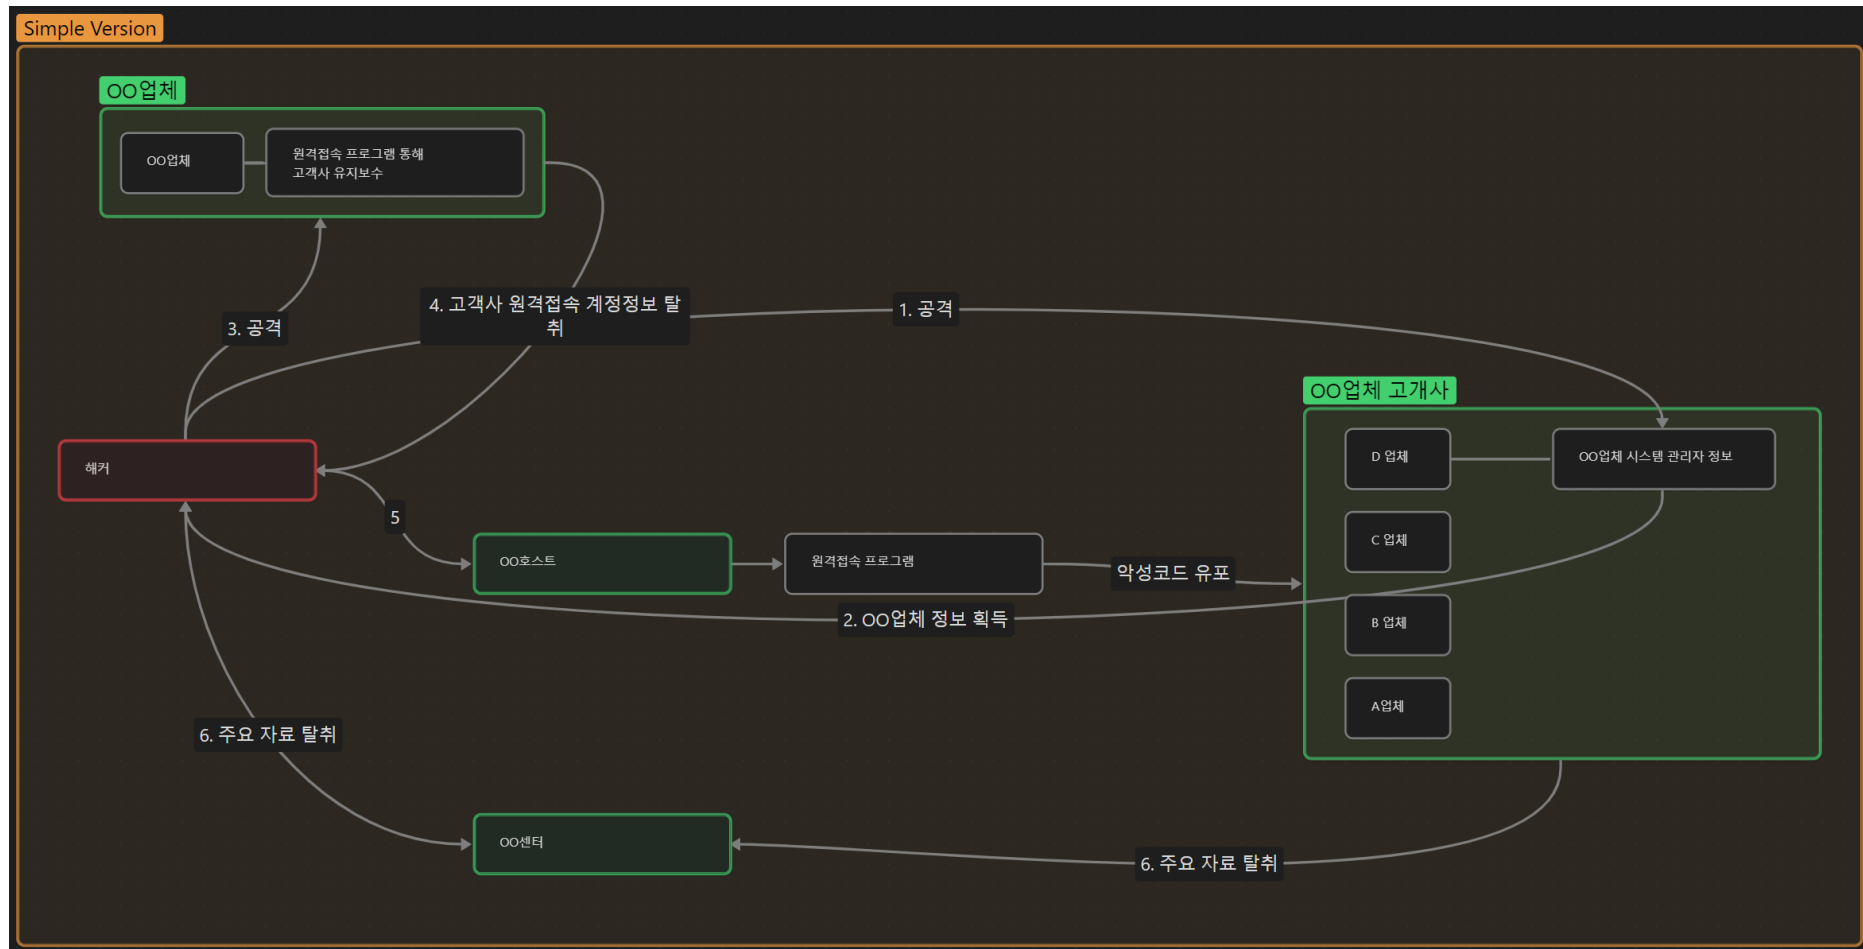 Simple Version
OO업체
OO업체
원격접속 프로그램 통해
고객사 유지보수
4. 고객사 원격접속 계정정보 탈
취
1. 공격
3. 공격
OO업체 고개사
D 업체
OO업체 시스템 관리자 정보
해커
5
C 업체
OO호스트
원격접속 프로그램
악성코드 유포
2. OO업체 정보 획득
B 업체
A업체
6. 주요 자료 탈취
OO센터
6. 주요 자료 탈취